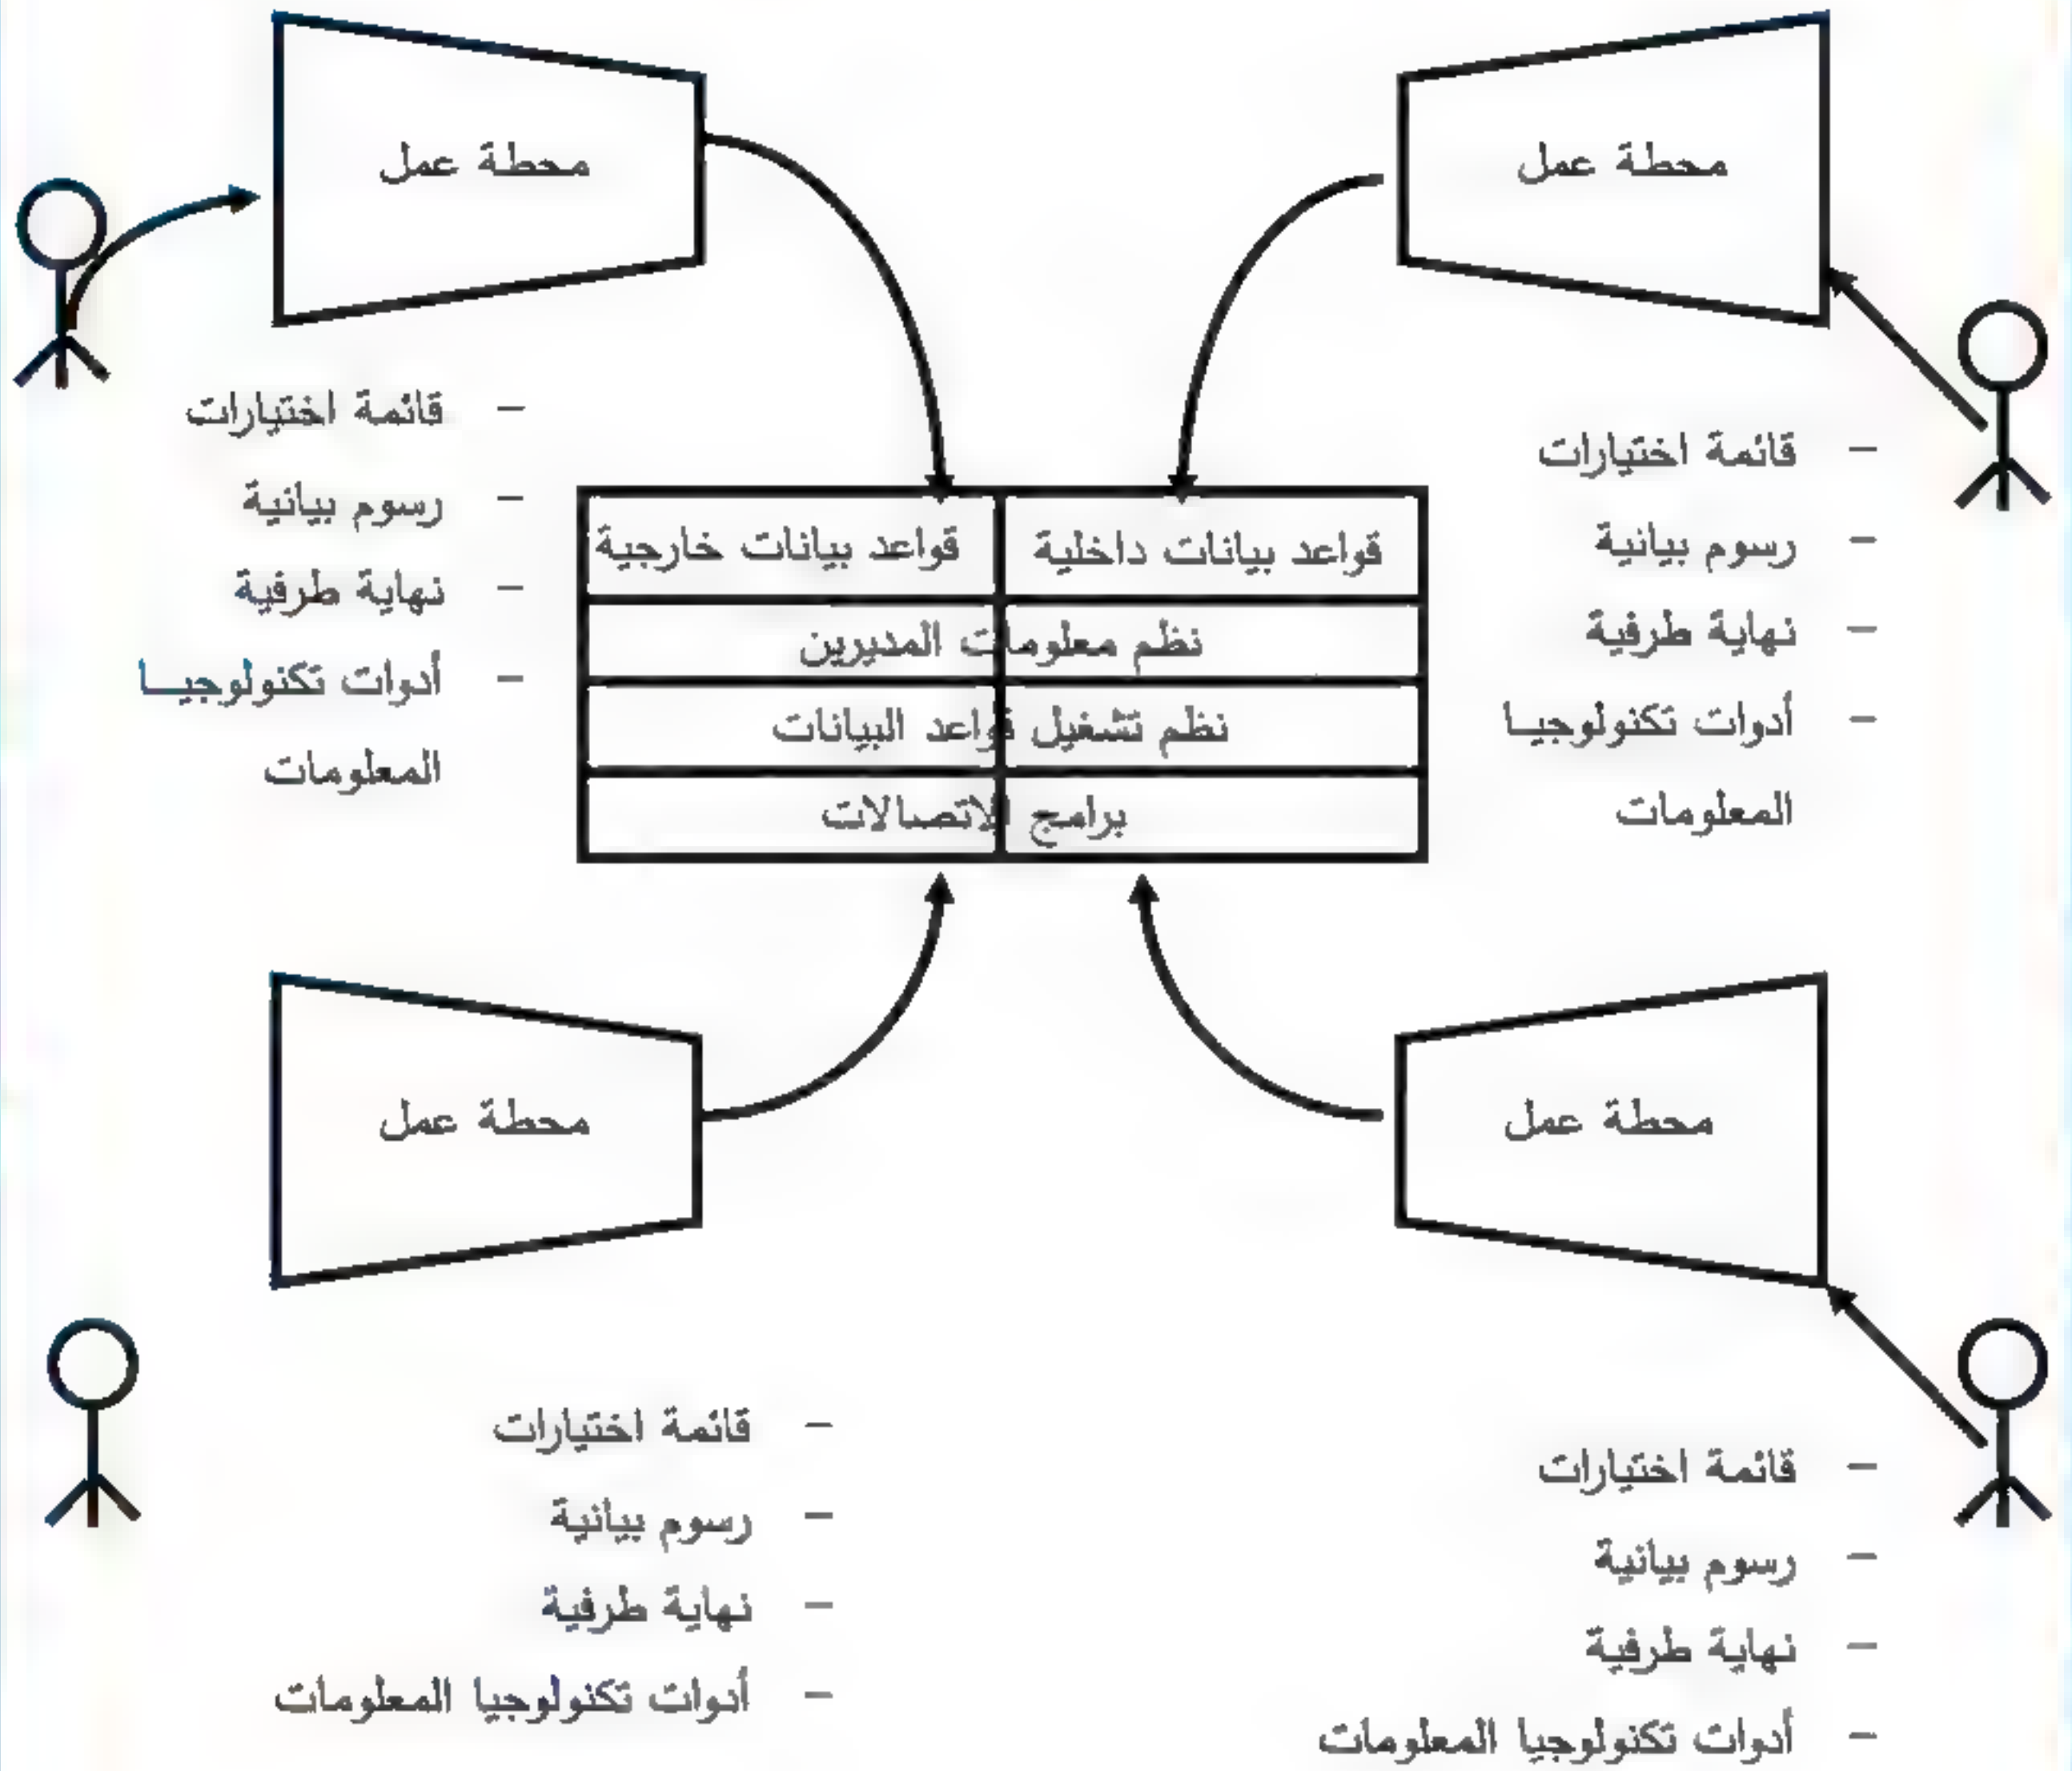 محطة عمل
محطة عمل
– قائمة اختيارات
– رسوم بيانية
– نهاية طرفية
– أدوات تكنولوجيــا
المعلومات
قواعد بيانات داخلية
قواعد بيانات خارجية
نظم معلومات المديرين
نظم تشغيل قواعد البيانات
برامج الاتصالات
– قائمة اختيارات
– رسوم بيانية
– نهاية طرفية
– أدوات تكنولوجيــا
المعلومات
محطة عمل
محطة عمل
– قائمة اختيارات
– رسوم بيانية
– نهاية طرفية
– أدوات تكنولوجيا المعلومات
– قائمة اختيارات
– رسوم بيانية
– نهاية طرفية
– أدوات تكنولوجيا المعلومات